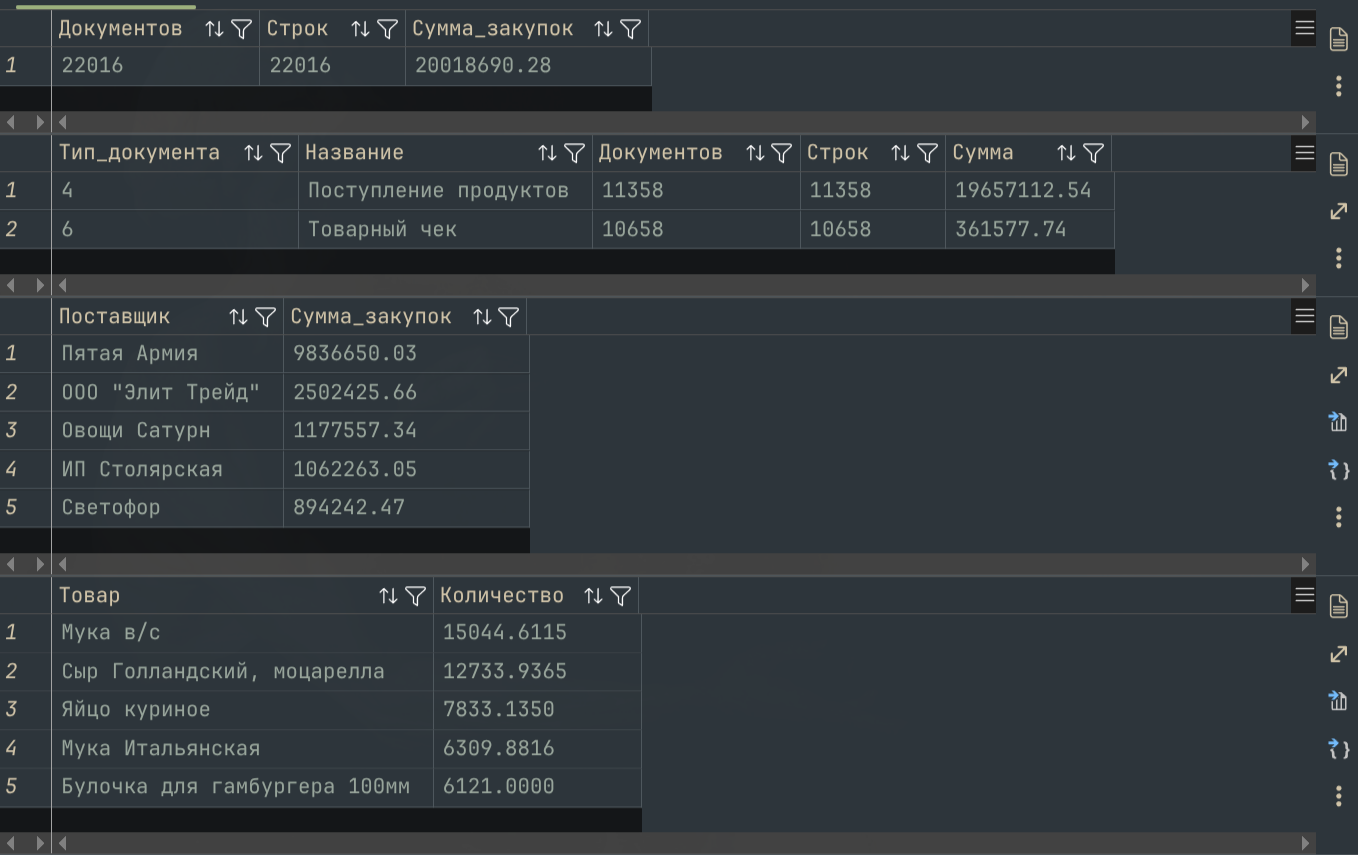 Документов Строк Сумма_закупок
1 22016 22016 20018690.28
Тип_документа Название Документов Строк Сумма
1 4 Поступление продуктов 11358 11358 19657112.54
2 6 Товарный чек 10658 10658 361577.74
Поставщик Сумма_закупок
1 Пятая Армия 9836650.03
2 ООО "Элит Трейд" 2502425.66
3 Овощи Сатурн 1177557.34
4 ИП Столярская 1062263.05
5 Светофор 894242.47
Товар Количество
1 Мука в/с 15044.6115
2 Сыр Голландский, моцарелла 12733.9365
3 Яйцо куриное 7833.1350
4 Мука Итальянская 6309.8816
5 Булочка для гамбургера 100мм 6121.0000